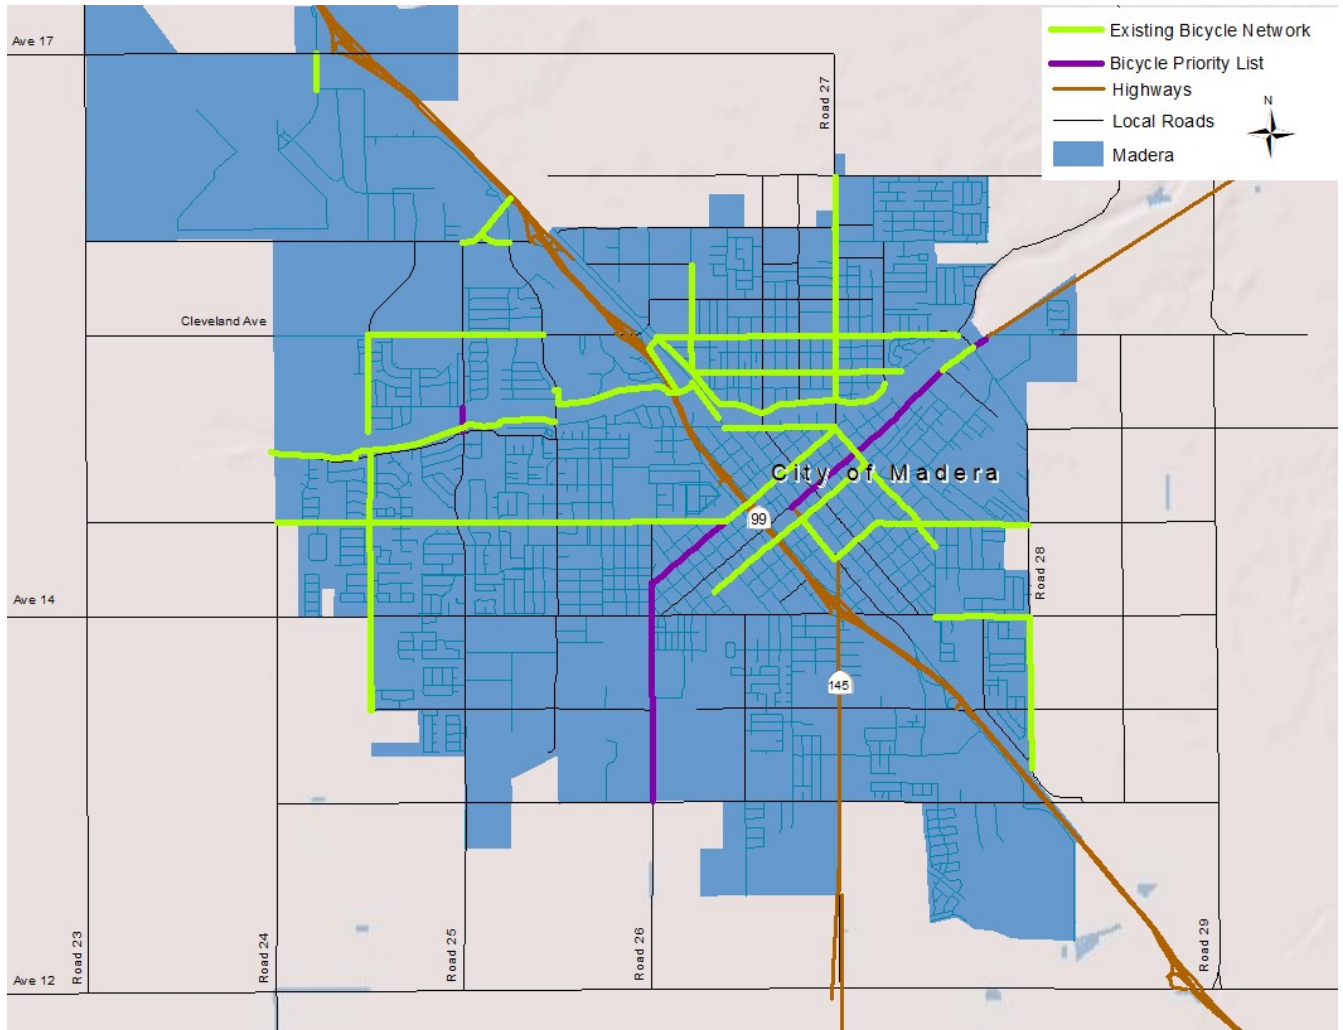 Ave 17
Existing Bicycle Network
Bicycle Priority List
Highways
Local Roads
Madera
N
Road 27
Cleveland Ave
City of Madera
99
Road 28
Ave 14
145
Road 23
Road 24
Road 25
Road 26
Road 29
Ave 12